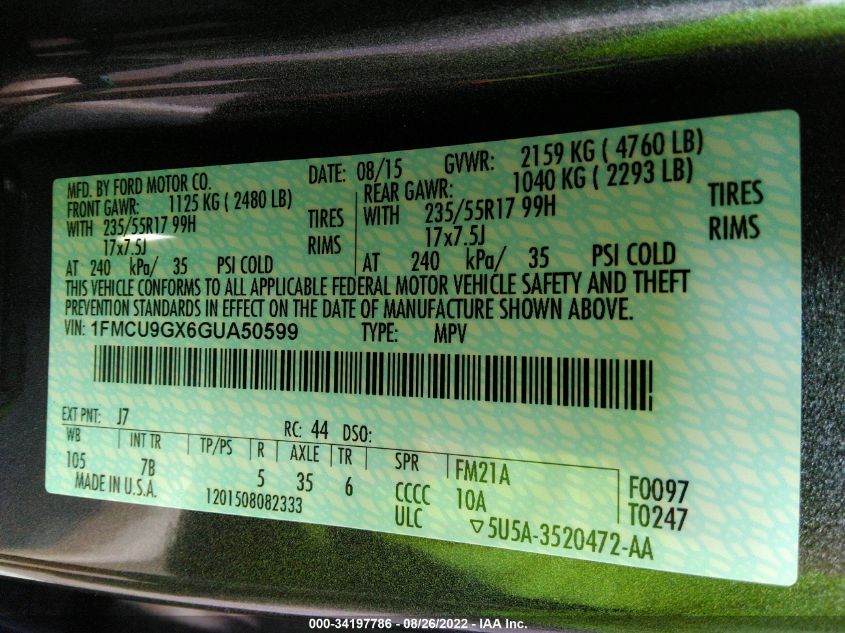 MFD. BY FORD MOTOR CO.
DATE: 08/15 GVWR: 2159 KG ( 4760 LB)
FRONT GAWR: 1125 KG ( 2480 LB)
REAR GAWR: 1040 KG ( 2293 LB)
WITH 235/55R17 99H TIRES
WITH 235/55R17 99H TIRES
17x7.5J RIMS
17x7.5J RIMS
AT 240 kPa/ 35 PSI COLD
AT 240 kPa/ 35 PSI COLD
THIS VEHICLE CONFORMS TO ALL APPLICABLE FEDERAL MOTOR VEHICLE SAFETY AND THEFT
PREVENTION STANDARDS IN EFFECT ON THE DATE OF MANUFACTURE SHOWN ABOVE.
VIN: 1FMCU9GX6GUA50599 TYPE: MPV
EXT PNT: J7 RC: 44 DSO:
WB INT TR TP/PS R AXLE TR SPR FM21A
105 7B 5 35 6 CCCC 10A F0097
MADE IN U.S.A. 1201508082333 ULC ▽5U5A-3520472-AA T0247
000-34197786 - 08/26/2022 - IAA Inc.